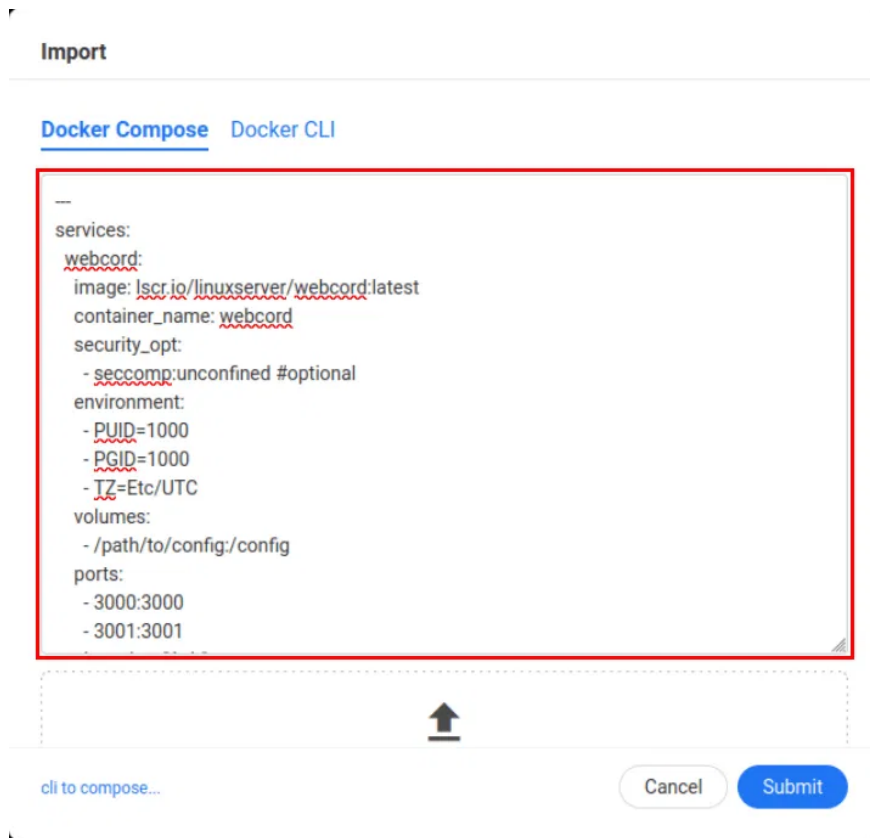 Import
Docker Compose Docker CLI
---
services:
  webcord:
    image: lscr.io/linuxserver/webcord:latest
    container_name: webcord
    security_opt:
      - seccomp:unconfined #optional
    environment:
      - PUID=1000
      - PGID=1000
      - TZ=Etc/UTC
    volumes:
      - /path/to/config:/config
    ports:
      - 3000:3000
      - 3001:3001
cli to compose...
Cancel Submit